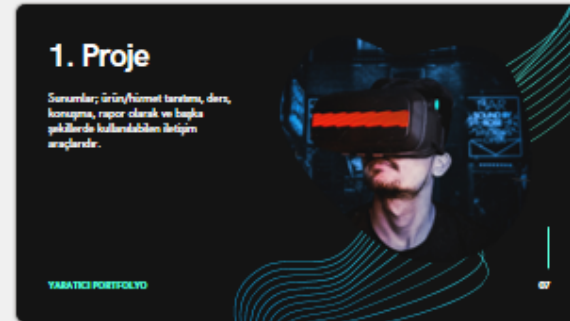 1. Proje
Sunumlar; ürün/hizmet tanıtımı, ders,
konuşma, rapor olarak ve başka
şekillerde kullanılabilen iletişim
araçlarıdır.
YARATICI PORTFOLYO
07